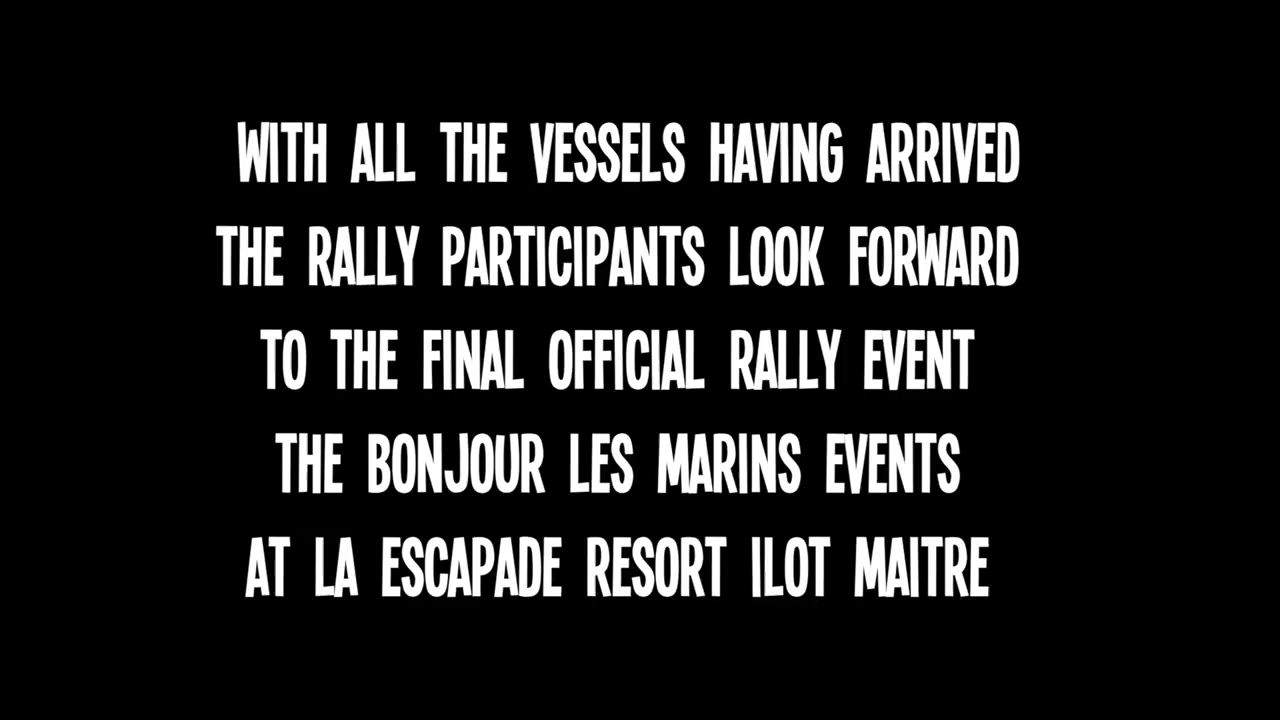 WITH ALL THE VESSELS HAVING ARRIVED
THE RALLY PARTICIPANTS LOOK FORWARD
TO THE FINAL OFFICIAL RALLY EVENT
THE BONJOUR LES MARINS EVENTS
AT LA ESCAPADE RESORT ILOT MAITRE